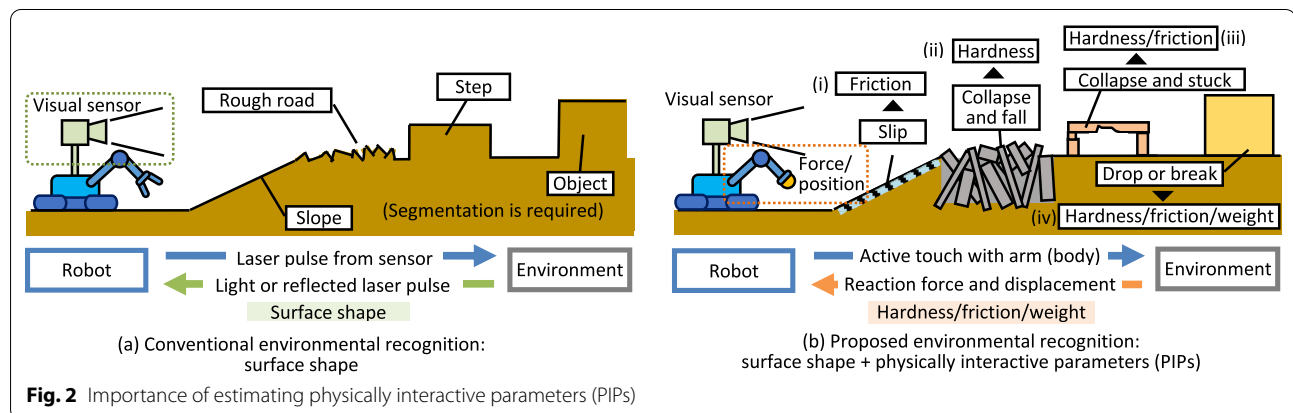 Visual sensor
Rough road
Step
Object
Slope
(Segmentation is required)
Robot
Laser pulse from sensor
Light or reflected laser pulse
Environment
Surface shape
(a) Conventional environmental recognition:
surface shape
(i)
Friction
Slip
(ii)
Hardness
Collapse
and fall
Hardness/friction
(iii)
Collapse and stuck
Visual sensor
Force/
position
Drop or break
(iv)
Hardness/friction/weight
Robot
Active touch with arm (body)
Reaction force and displacement
Environment
Hardness/friction/weight
(b) Proposed environmental recognition:
surface shape + physically interactive parameters (PIPs)
Fig. 2 Importance of estimating physically interactive parameters (PIPs)